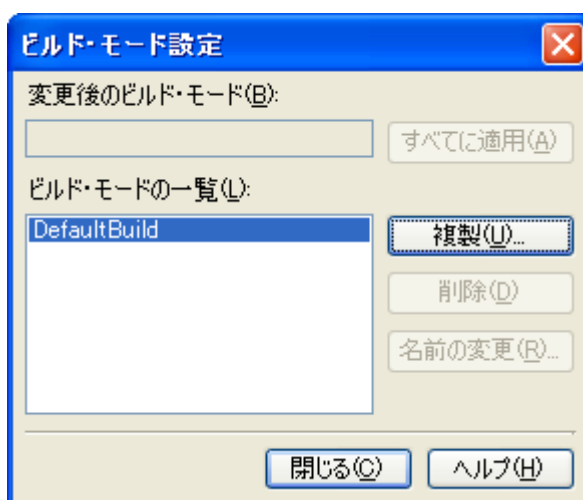 ビルド・モード設定
変更後のビルド・モード(B):
すべてに適用(A)
ビルド・モードの一覧(L):
DefaultBuild
複製(U)...
削除(D)
名前の変更(R)...
閉じる(C)
ヘルプ(H)